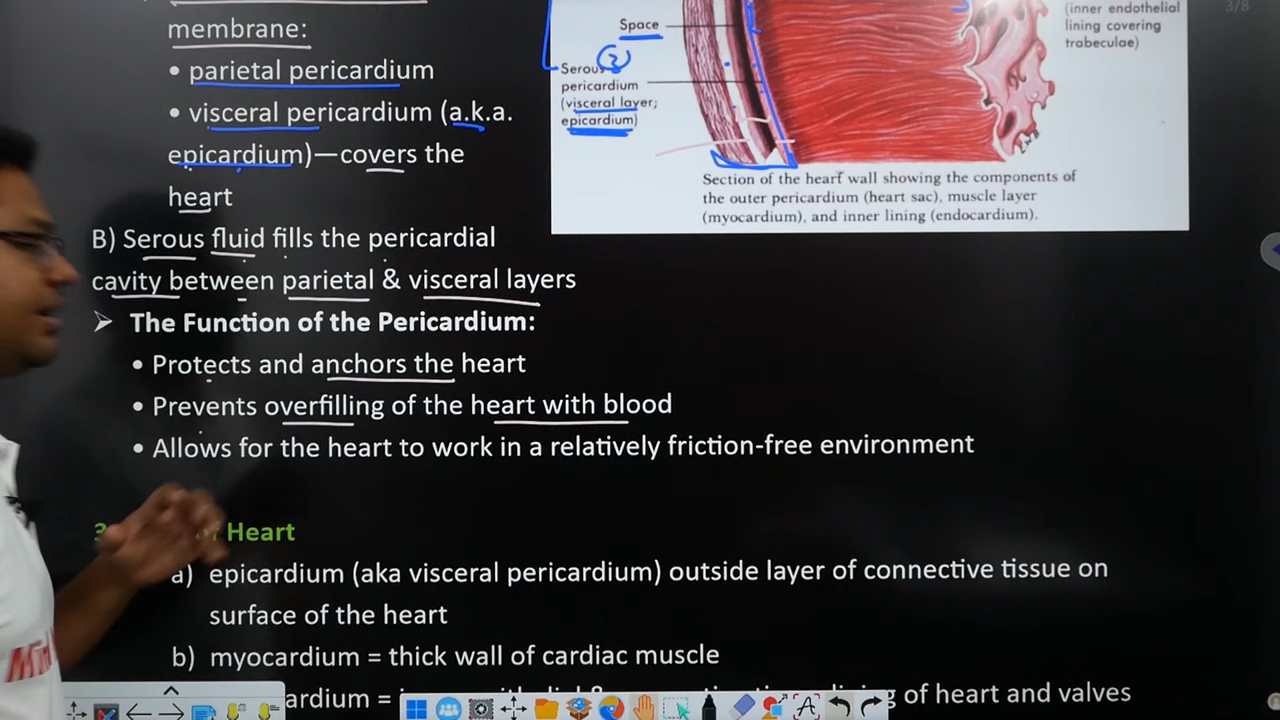 membrane:
• parietal pericardium
• visceral pericardium (a.k.a.
epicardium)—covers the
heart
B) Serous fluid fills the pericardial
cavity between parietal & visceral layers
➤ The Function of the Pericardium:
• Protects and anchors the heart
• Prevents overfilling of the heart with blood
• Allows for the heart to work in a relatively friction-free environment
3 Heart
a) epicardium (aka visceral pericardium) outside layer of connective tissue on
surface of the heart
b) myocardium = thick wall of cardiac muscle
of heart and valves
Space
2
Serous
pericardium
(visceral layer;
epicardium)
(inner endothelial
lining covering
trabeculae)
Section of the heart wall showing the components of
the outer pericardium (heart sac), muscle layer
(myocardium), and inner lining (endocardium).
3/8